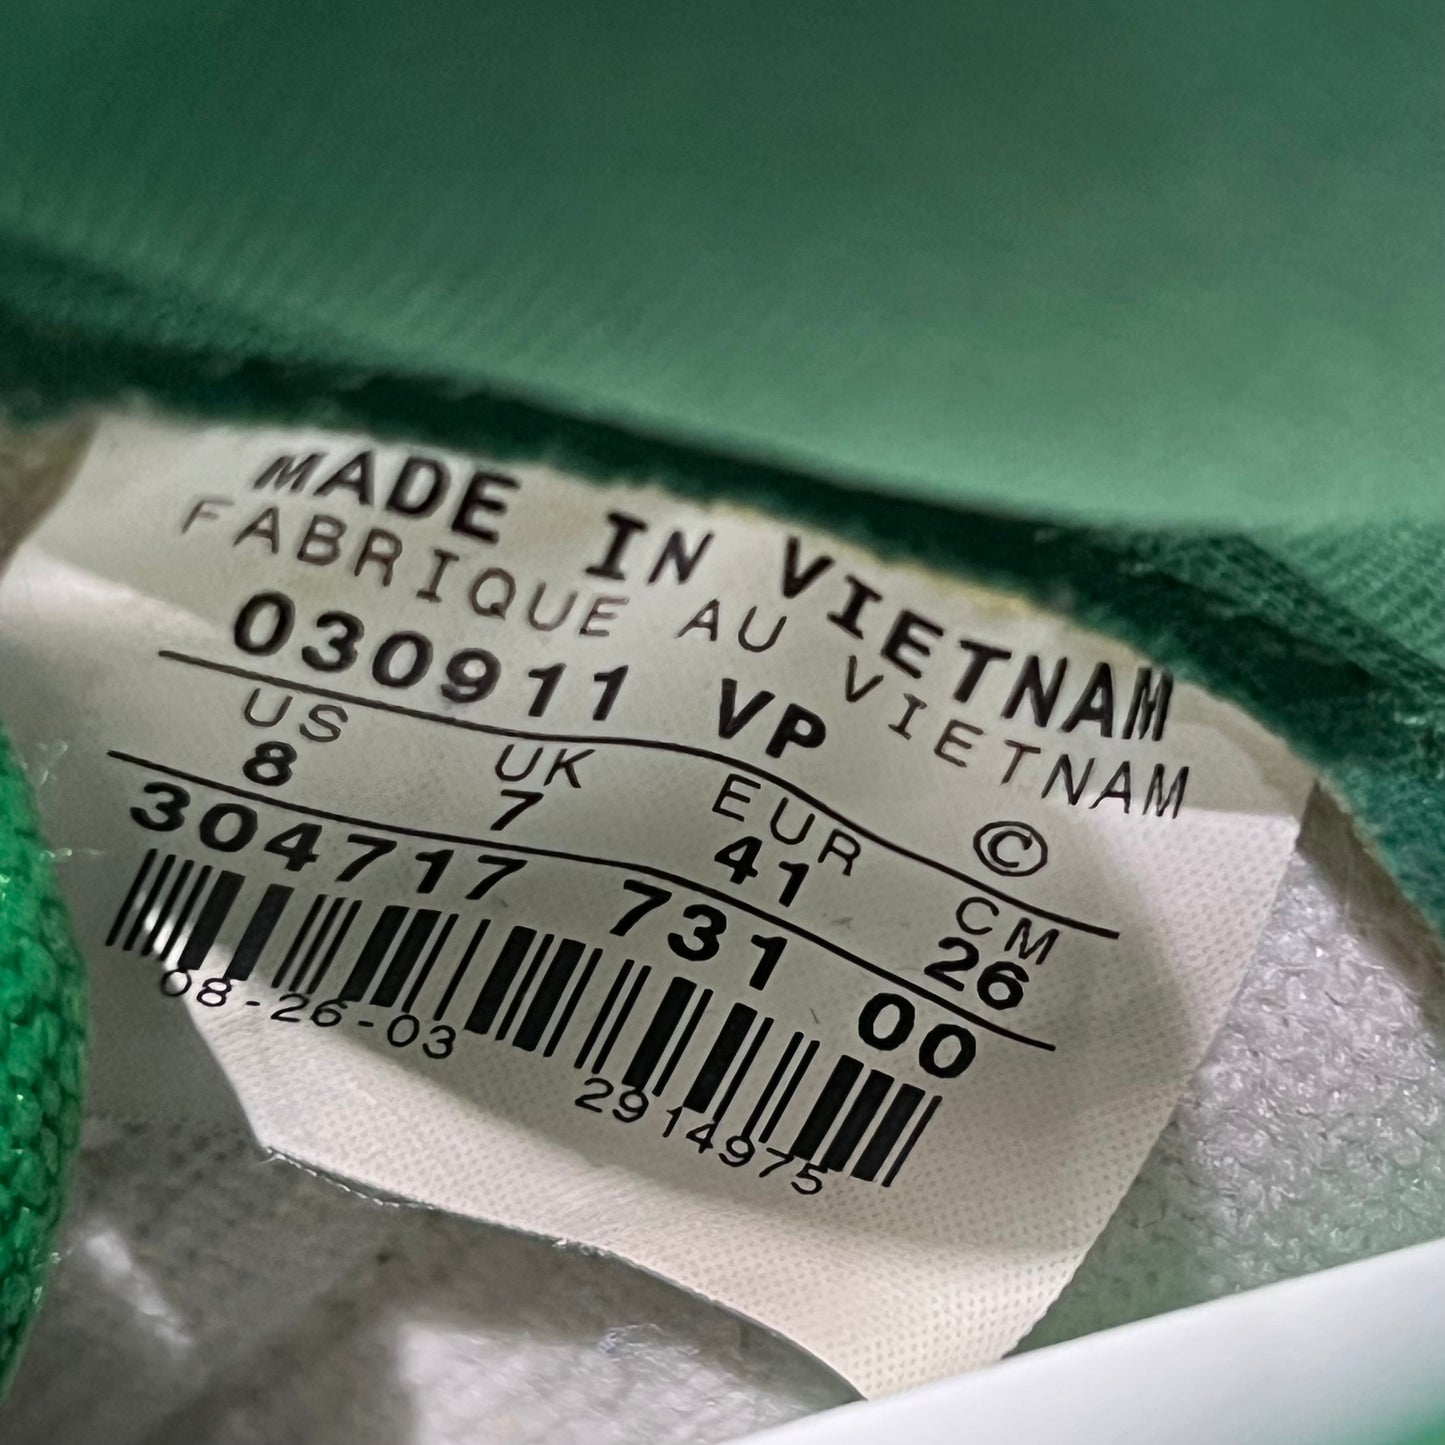 MADE IN VIETNAM
FABRIQUE AU VIETNAM
030911 VP ©
US UK EUR CM
8 7 41 26
304717 731 00
08-26-03 2914975